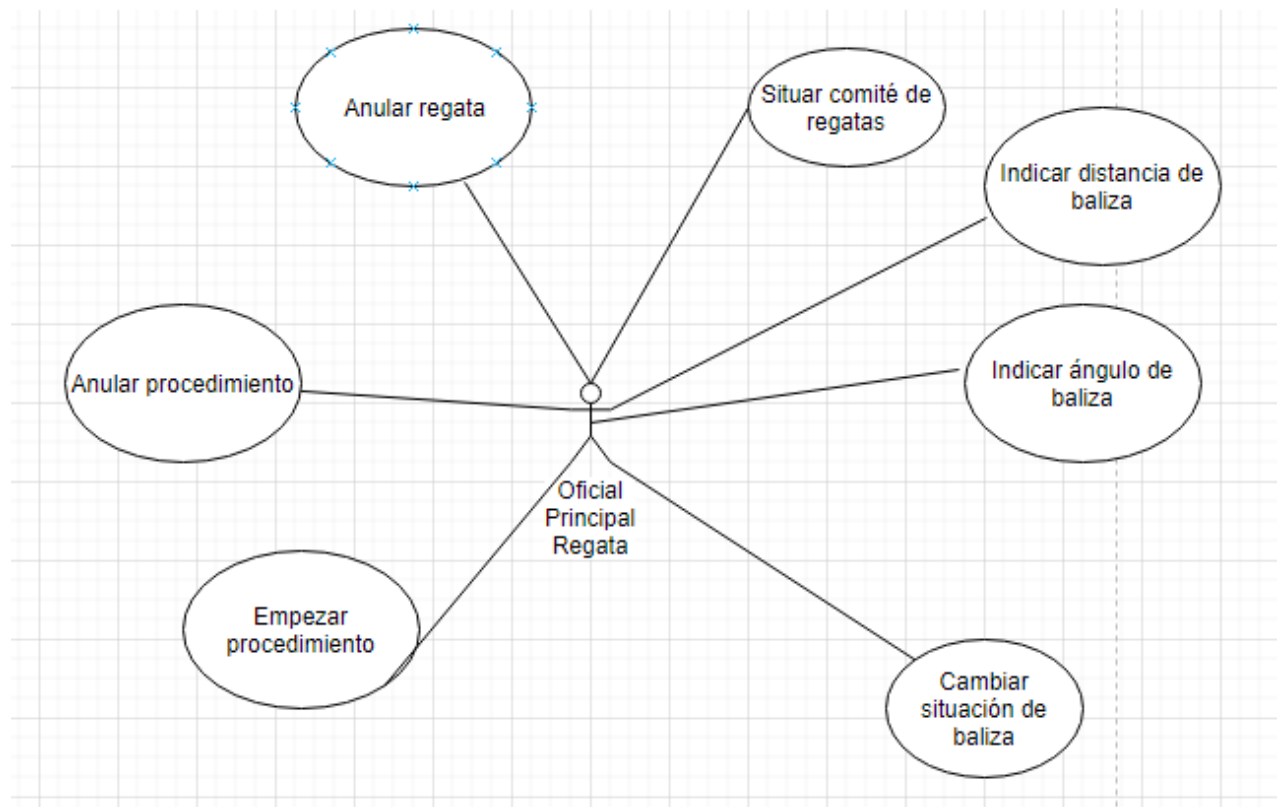 Anular regata
Situar comité de
regatas
Indicar distancia de
baliza
Anular procedimiento
Indicar ángulo de
baliza
Oficial
Principal
Regata
Empezar
procedimiento
Cambiar
situación de
baliza